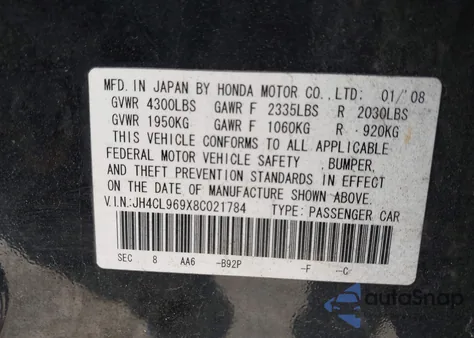 MFD. IN JAPAN BY HONDA MOTOR CO., LTD: 01/'08
GVWR 4300LBS GAWR F 2335LBS R 2030LBS
GVWR 1950KG GAWR F 1060KG R 920KG
THIS VEHICLE CONFORMS TO ALL APPLICABLE
FEDERAL MOTOR VEHICLE SAFETY , BUMPER,
AND THEFT PREVENTION STANDARDS IN EFFECT
ON THE DATE OF MANUFACTURE SHOWN ABOVE.
V.I.N:JH4CL969X8C021784 TYPE: PASSENGER CAR
SEC 8 AA6 -B92P -F -C
autoSnap